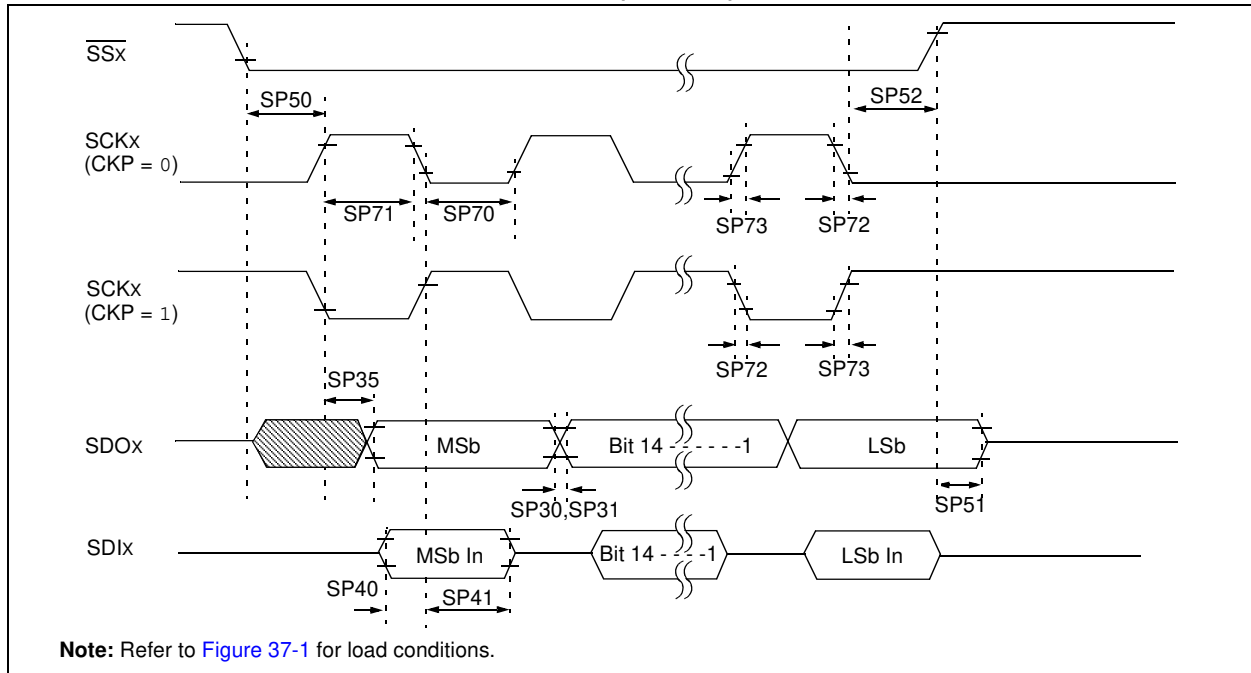 SSx
SP50
SP52
SCKx
(CKP = 0)
SP71
SP70
SP73
SP72
SCKx
(CKP = 1)
SP72
SP73
SP35
SDOx
MSb
Bit 14 - - - - - -1
LSb
SP30,SP31
SP51
SDIx
MSb In
Bit 14 - - - -1
LSb In
SP40
SP41
Note: Refer to Figure 37-1 for load conditions.